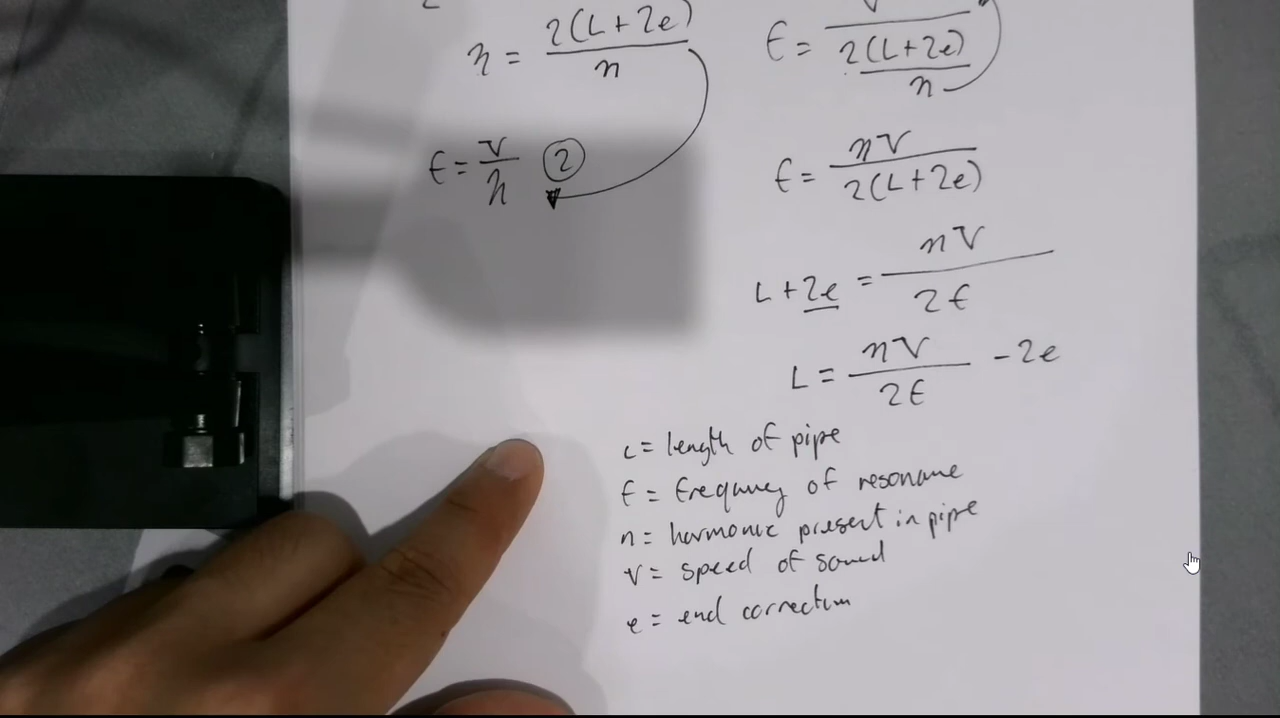 λ = 2(L+2e)/n
f = v/λ ②
f = v/(2(L+2e)/n)
f = nv/2(L+2e)
L+2e = nv/2f
L = nv/2f - 2e
L = length of pipe
f = frequency of resonane
n = harmonic present in pipe
v = speed of sound
e = end correction